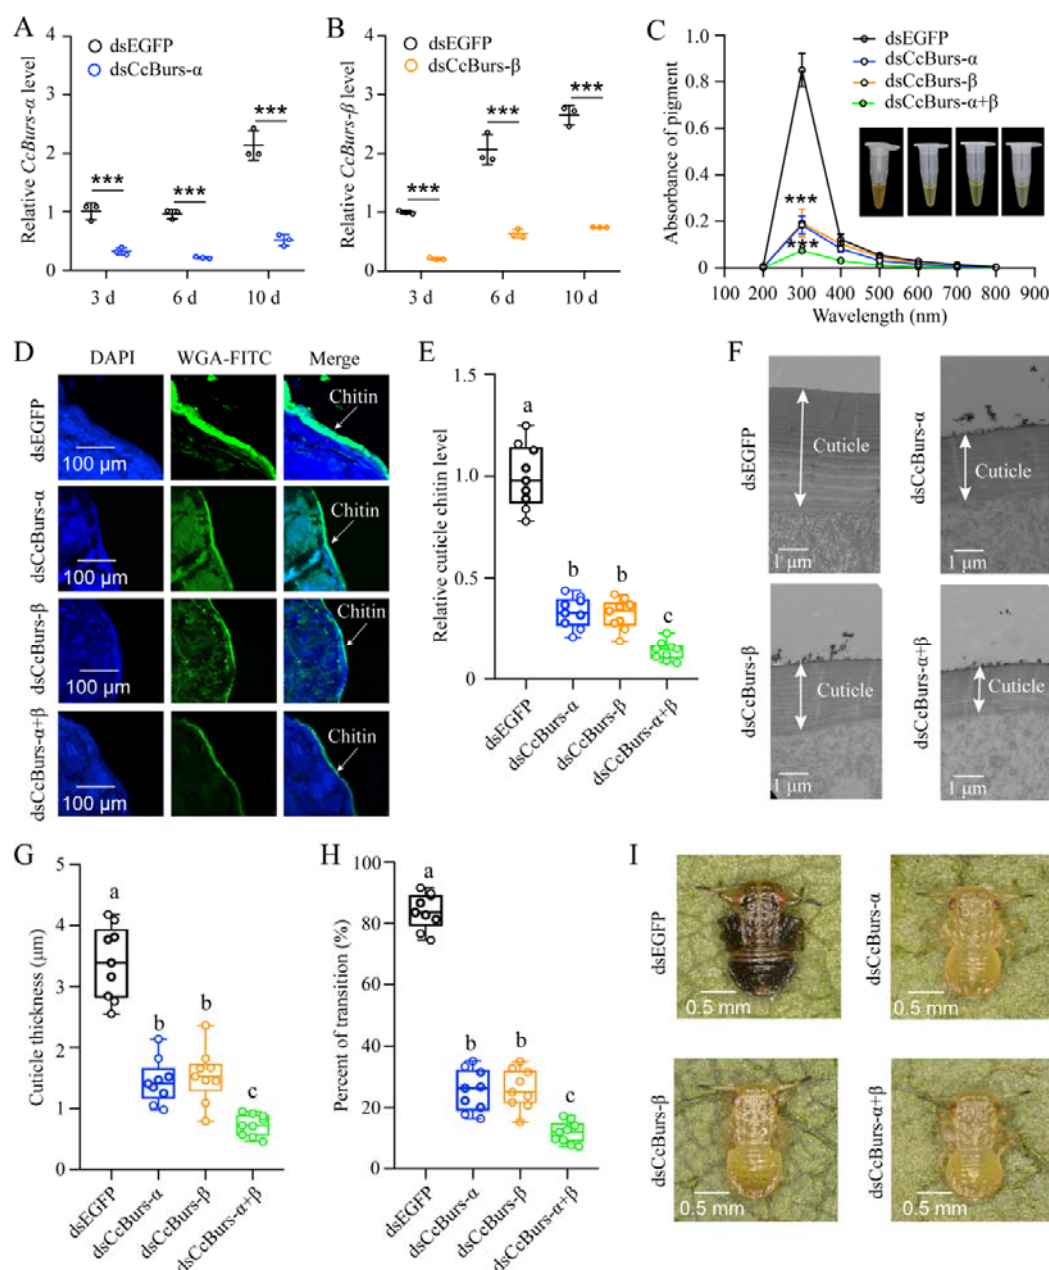 A
dsEGFP
dsCcBurs-α
Relative CcBurs-α level
4
3
2
1
0
***
***
***
3 d
6 d
10 d
B
dsEGFP
dsCcBurs-β
Relative CcBurs-β level
4
3
2
1
0
***
***
***
3 d
6 d
10 d
C
dsEGFP
dsCcBurs-α
dsCcBurs-β
dsCcBurs-α+β
Absorbance of pigment
1.0
0.8
0.6
0.4
0.2
0
***
***
100 200 300 400 500 600 700 800 900
Wavelength (nm)
D
DAPI
WGA-FITC
Merge
dsEGFP
100 μm
Chitin
dsCcBurs-α
100 μm
Chitin
dsCcBurs-β
100 μm
Chitin
dsCcBurs-α+β
100 μm
Chitin
E
Relative cuticle chitin level
1.5
1.0
0.5
0
a
b
b
c
dsEGFP
dsCcBurs-α
dsCcBurs-β
dsCcBurs-α+β
F
dsEGFP
Cuticle
1 μm
dsCcBurs-α
Cuticle
1 μm
dsCcBurs-β
Cuticle
1 μm
dsCcBurs-α+β
Cuticle
1 μm
G
Cuticle thickness (μm)
5
4
3
2
1
0
a
b
b
c
dsEGFP
dsCcBurs-α
dsCcBurs-β
dsCcBurs-α+β
H
Percent of transition (%)
100
80
60
40
20
0
a
b
b
c
dsEGFP
dsCcBurs-α
dsCcBurs-β
dsCcBurs-α+β
I
dsEGFP
0.5 mm
dsCcBurs-α
0.5 mm
dsCcBurs-β
0.5 mm
dsCcBurs-α+β
0.5 mm